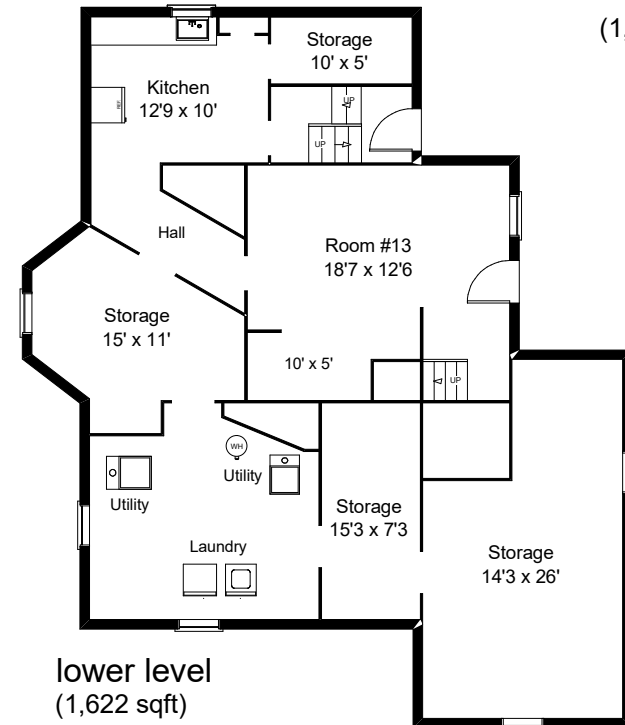 (1,
Storage
10' x 5'
Kitchen
12'9 x 10'
REF
UP
UP
Hall
Room #13
18'7 x 12'6
Storage
15' x 11'
10' x 5'
UP
WH
Utility
Utility
Storage
15'3 x 7'3
Laundry
Storage
14'3 x 26'
lower level
(1,622 sqft)